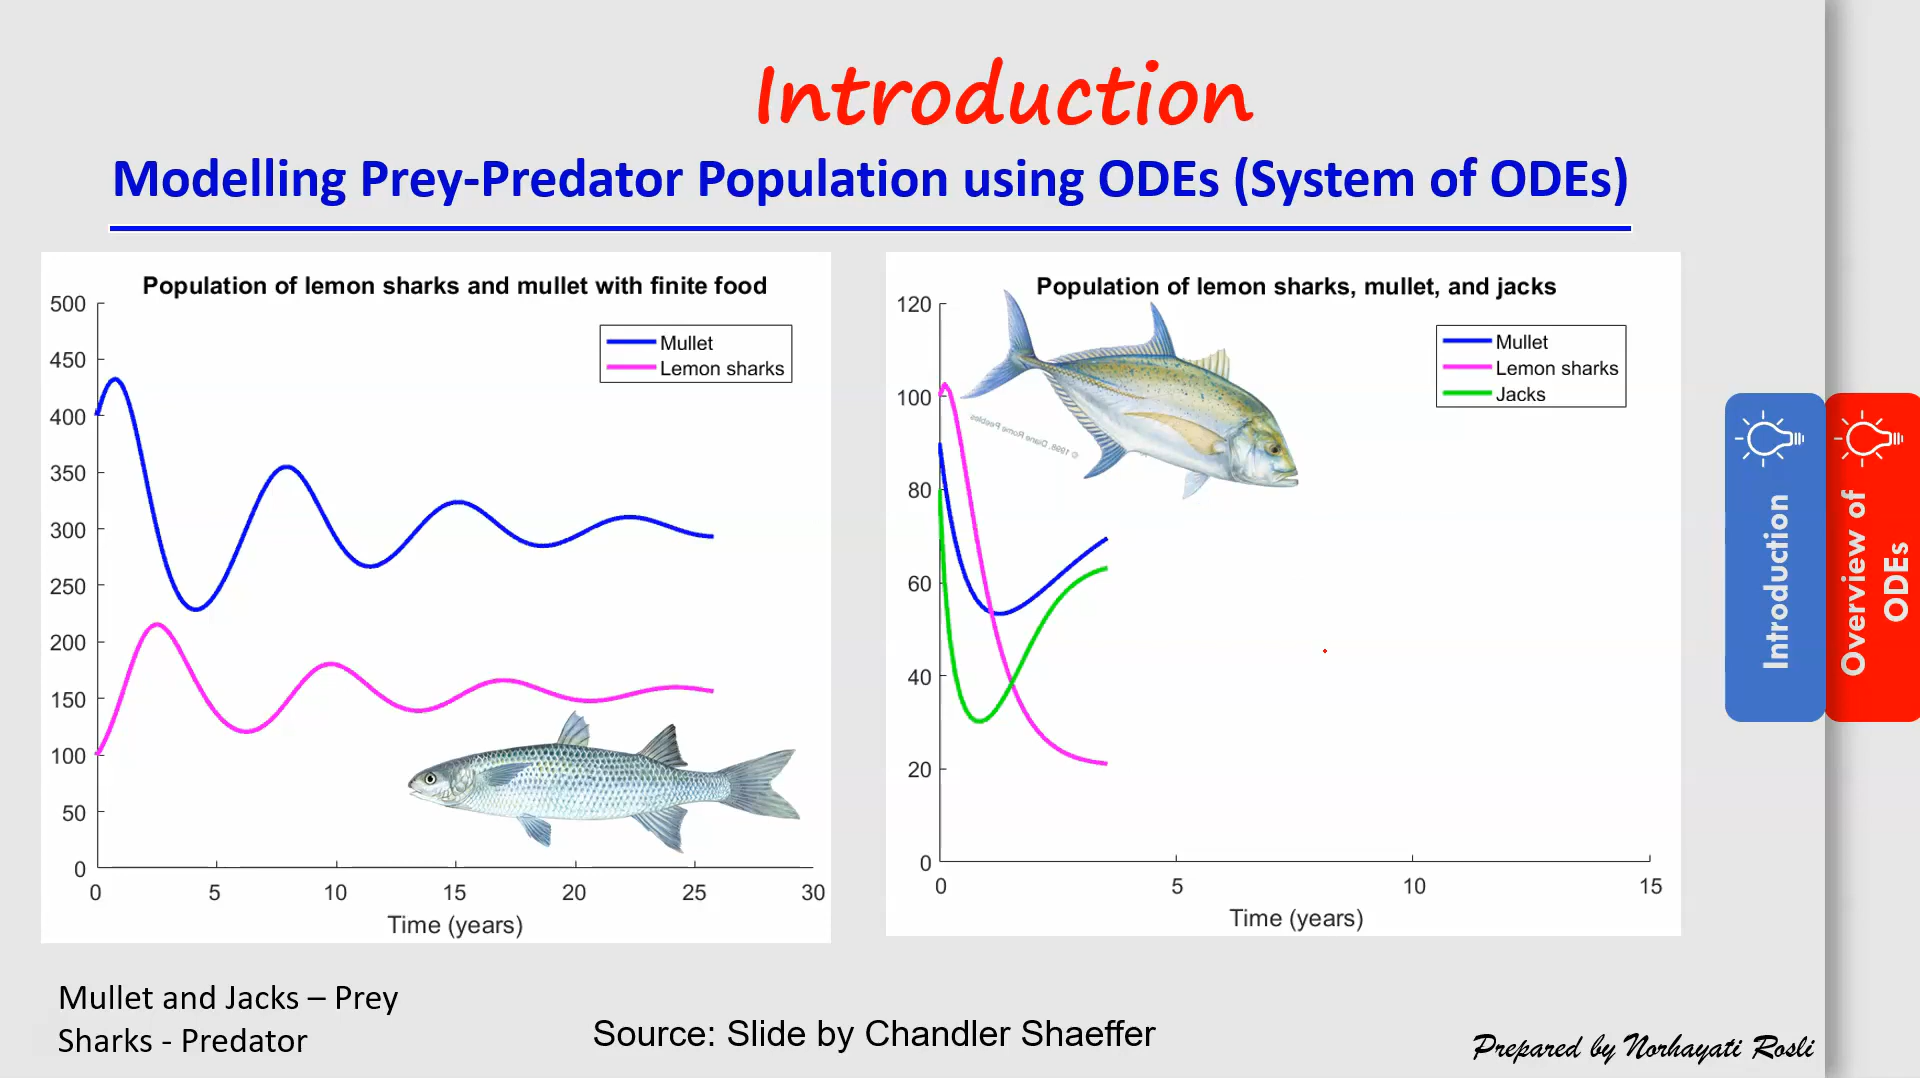 Introduction
Modelling Prey-Predator Population using ODEs (System of ODEs)
Population of lemon sharks and mullet with finite food
500
450
400
350
300
250
200
150
100
50
0
Mullet
Lemon sharks
0 5 10 15 20 25 30
Time (years)
Population of lemon sharks, mullet, and jacks
120
100
80
60
40
20
0
Mullet
Lemon sharks
Jacks
© 1998, Diane Rome Peebles
0 5 10 15
Time (years)
Introduction
Overview of
ODEs
Mullet and Jacks – Prey
Sharks - Predator
Source: Slide by Chandler Shaeffer
Prepared by Norhayati Rosli